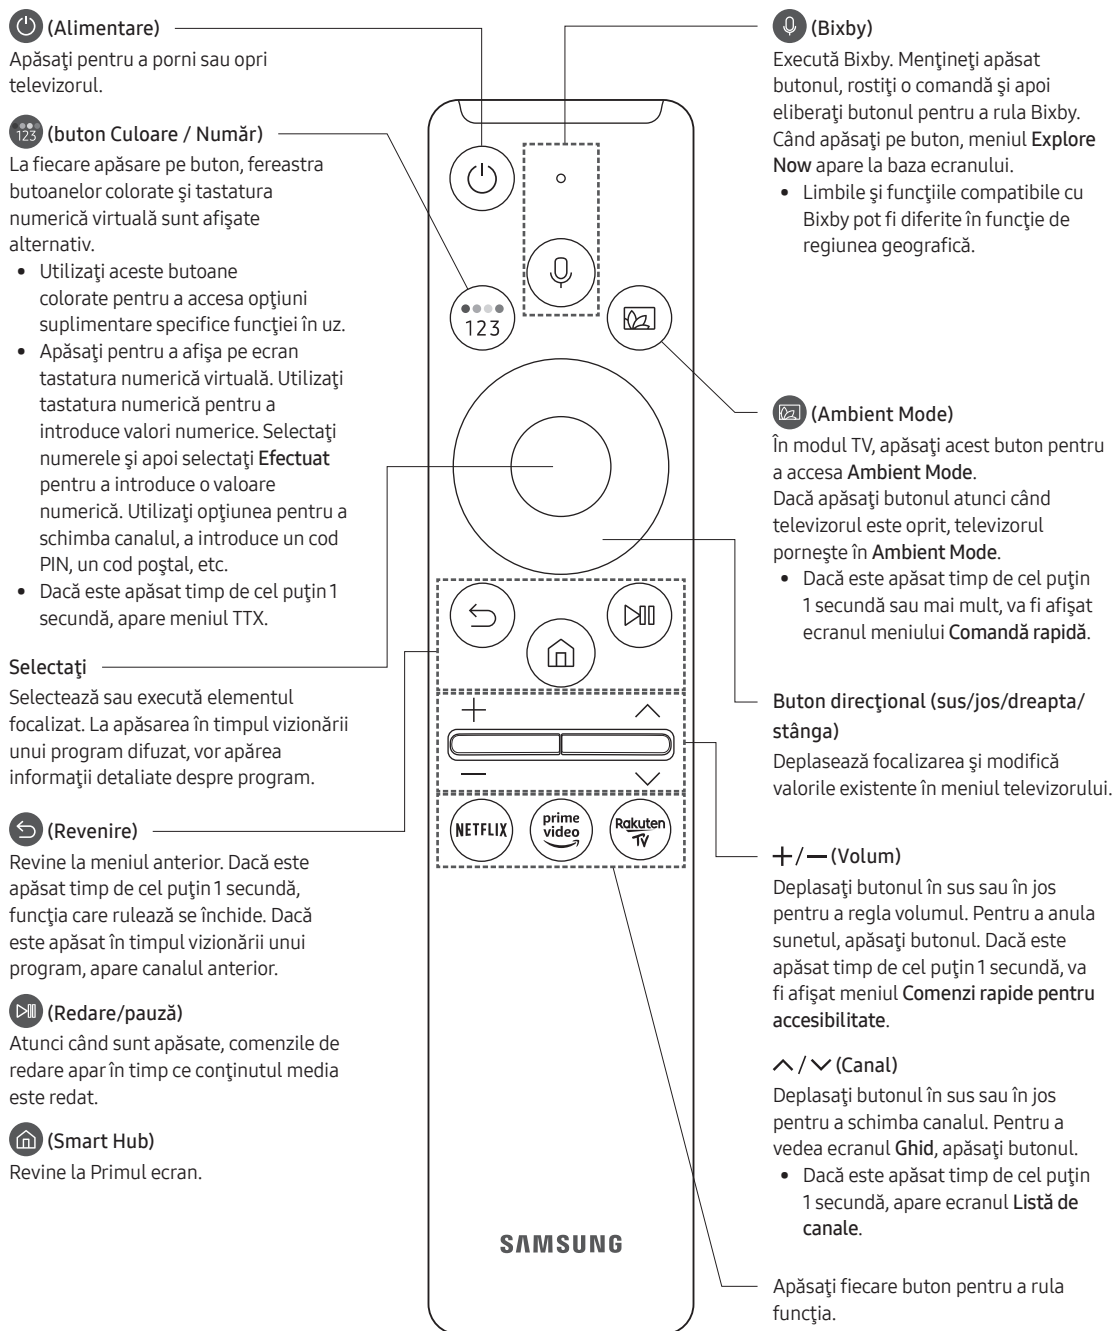 (Alimentare)
Apăsaţi pentru a porni sau opri
televizorul.
123 (buton Culoare / Număr)
La fiecare apăsare pe buton, fereastra
butoanelor colorate şi tastatura
numerică virtuală sunt afişate
alternativ.
• Utilizaţi aceste butoane
colorate pentru a accesa opţiuni
suplimentare specifice funcţiei în uz.
• Apăsaţi pentru a afişa pe ecran
tastatura numerică virtuală. Utilizaţi
tastatura numerică pentru a
introduce valori numerice. Selectaţi
numerele şi apoi selectaţi Efectuat
pentru a introduce o valoare
numerică. Utilizaţi opţiunea pentru a
schimba canalul, a introduce un cod
PIN, un cod poştal, etc.
• Dacă este apăsat timp de cel puţin 1
secundă, apare meniul TTX.
Selectaţi
Selectează sau execută elementul
focalizat. La apăsarea în timpul vizionării
unui program difuzat, vor apărea
informaţii detaliate despre program.
(Revenire)
Revine la meniul anterior. Dacă este
apăsat timp de cel puţin 1 secundă,
funcţia care rulează se închide. Dacă
este apăsat în timpul vizionării unui
program, apare canalul anterior.
(Redare/pauză)
Atunci când sunt apăsate, comenzile de
redare apar în timp ce conţinutul media
este redat.
(Smart Hub)
Revine la Primul ecran.
123
NETFLIX
prime
video
Rakuten
TV
SAMSUNG
(Bixby)
Execută Bixby. Menţineţi apăsat
butonul, rostiţi o comandă şi apoi
eliberaţi butonul pentru a rula Bixby.
Când apăsaţi pe buton, meniul Explore
Now apare la baza ecranului.
• Limbile şi funcţiile compatibile cu
Bixby pot fi diferite în funcţie de
regiunea geografică.
(Ambient Mode)
În modul TV, apăsaţi acest buton pentru
a accesa Ambient Mode.
Dacă apăsaţi butonul atunci când
televizorul este oprit, televizorul
porneşte în Ambient Mode.
• Dacă este apăsat timp de cel puţin
1 secundă sau mai mult, va fi afişat
ecranul meniului Comandă rapidă.
Buton direcţional (sus/jos/dreapta/
stânga)
Deplasează focalizarea şi modifică
valorile existente în meniul televizorului.
+ / — (Volum)
Deplasaţi butonul în sus sau în jos
pentru a regla volumul. Pentru a anula
sunetul, apăsaţi butonul. Dacă este
apăsat timp de cel puţin 1 secundă, va
fi afişat meniul Comenzi rapide pentru
accesibilitate.
/ (Canal)
Deplasaţi butonul în sus sau în jos
pentru a schimba canalul. Pentru a
vedea ecranul Ghid, apăsaţi butonul.
• Dacă este apăsat timp de cel puţin
1 secundă, apare ecranul Listă de
canale.
Apăsaţi fiecare buton pentru a rula
funcţia.